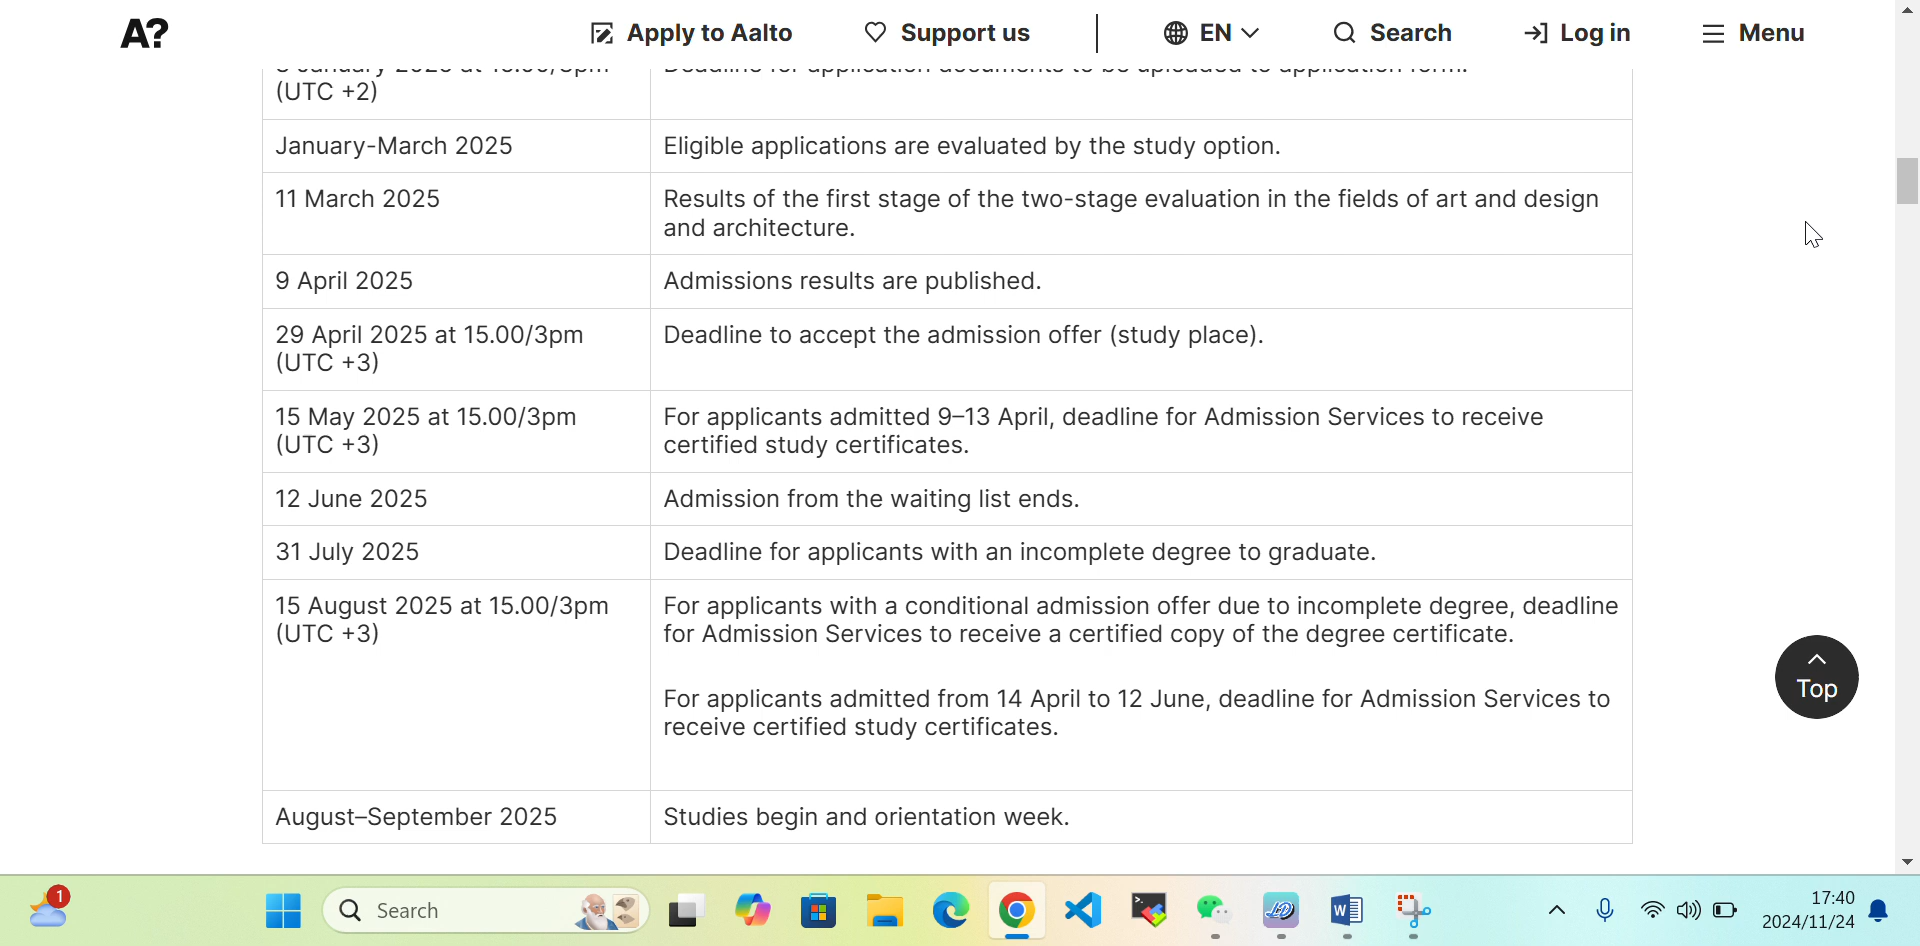 A?
Apply to Aalto
Support us
EN
Search
Log in
Menu
(UTC +2)
January-March 2025
Eligible applications are evaluated by the study option.
11 March 2025
Results of the first stage of the two-stage evaluation in the fields of art and design
and architecture.
9 April 2025
Admissions results are published.
29 April 2025 at 15.00/3pm
(UTC +3)
Deadline to accept the admission offer (study place).
15 May 2025 at 15.00/3pm
(UTC +3)
For applicants admitted 9–13 April, deadline for Admission Services to receive
certified study certificates.
12 June 2025
Admission from the waiting list ends.
31 July 2025
Deadline for applicants with an incomplete degree to graduate.
15 August 2025 at 15.00/3pm
(UTC +3)
For applicants with a conditional admission offer due to incomplete degree, deadline
for Admission Services to receive a certified copy of the degree certificate.
For applicants admitted from 14 April to 12 June, deadline for Admission Services to
receive certified study certificates.
August–September 2025
Studies begin and orientation week.
Top
1
Search
17:40
2024/11/24